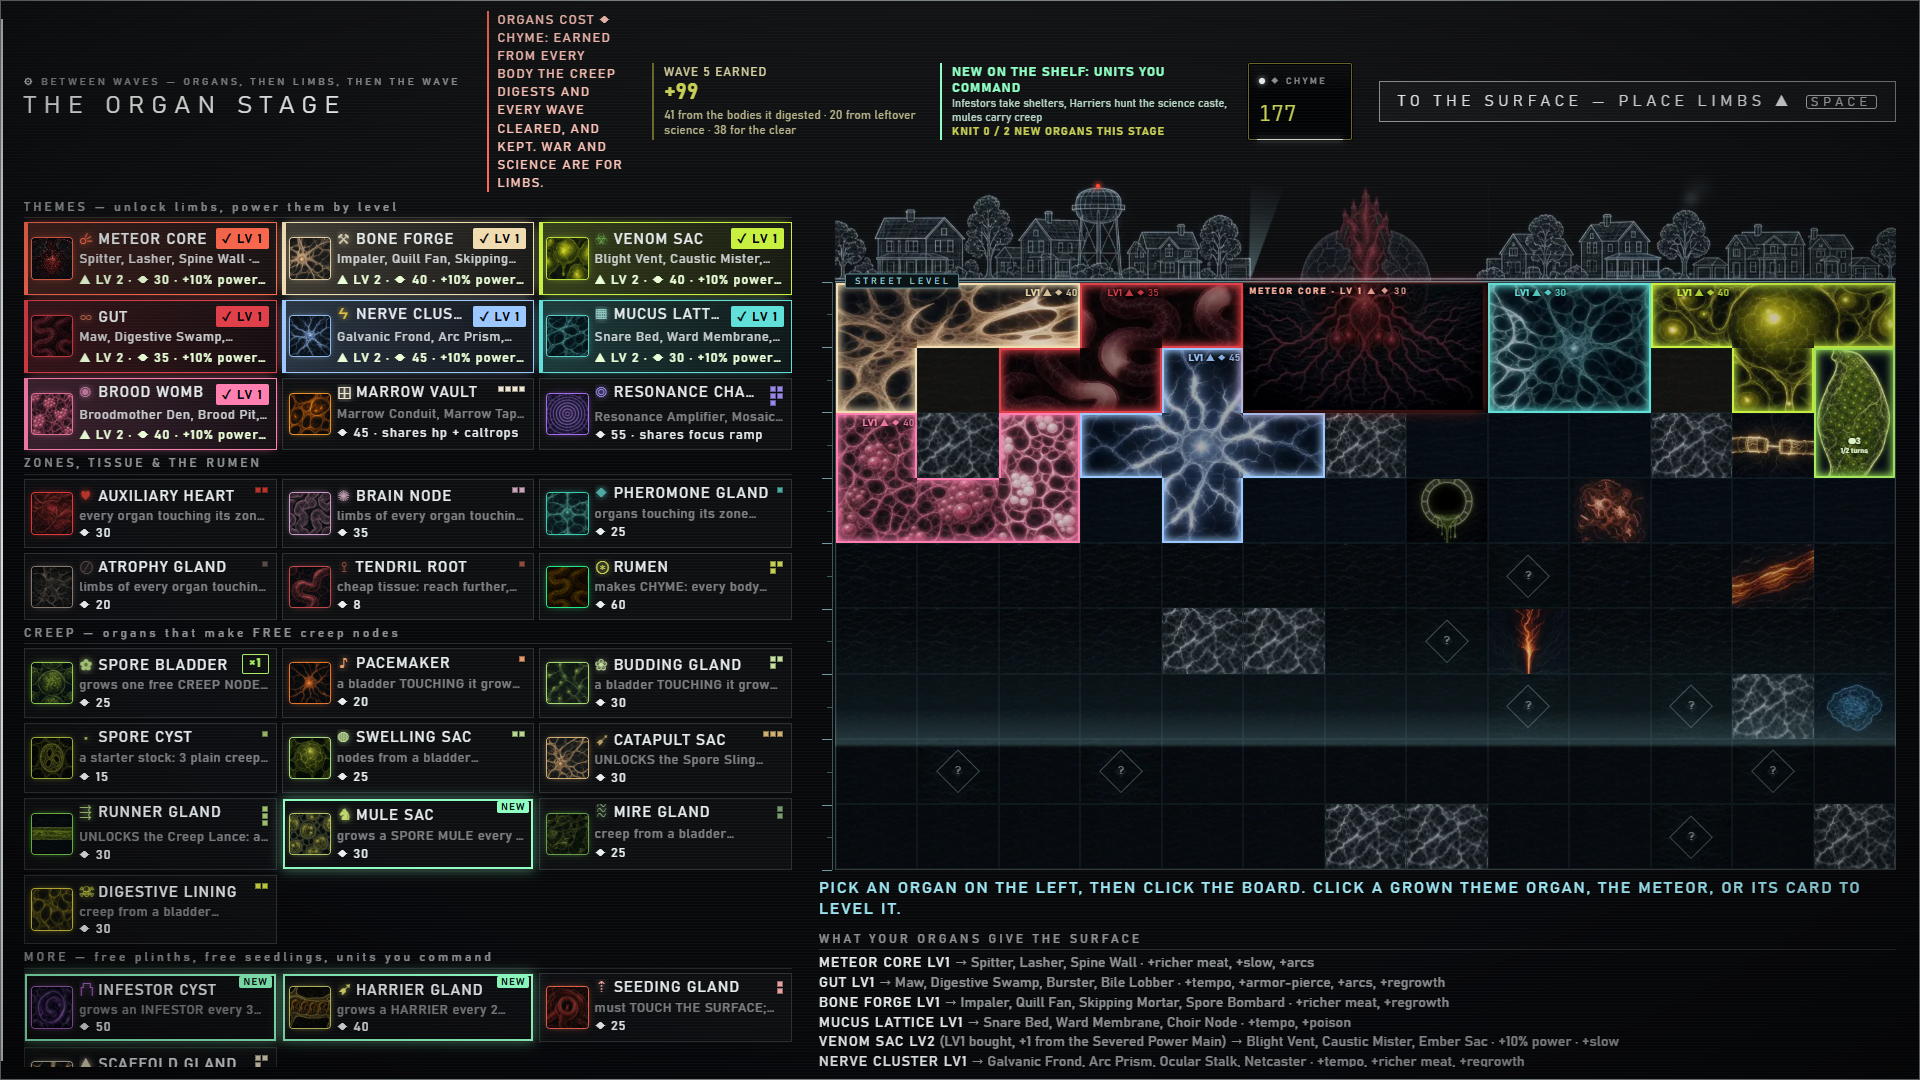 ORGANS COST ◆
CHYME: EARNED
FROM EVERY
BODY THE CREEP
DIGESTS AND
EVERY WAVE
CLEARED, AND
KEPT. WAR AND
SCIENCE ARE FOR
LIMBS.
BETWEEN WAVES — ORGANS, THEN LIMBS, THEN THE WAVE
THE ORGAN STAGE
WAVE 5 EARNED
+99
41 from the bodies it digested · 20 from leftover
science · 38 for the clear
NEW ON THE SHELF: UNITS YOU
COMMAND
Infestors take shelters, Harriers hunt the science caste,
mules carry creep
KNIT 0 / 2 NEW ORGANS THIS STAGE
◆ CHYME
177
TO THE SURFACE — PLACE LIMBS ▲ SPACE
THEMES — unlock limbs, power them by level
METEOR CORE ✓ LV 1
Spitter, Lasher, Spine Wall ·…
▲ LV 2 · ◆ 30 · +10% power…
BONE FORGE ✓ LV 1
Impaler, Quill Fan, Skipping…
▲ LV 2 · ◆ 40 · +10% power…
VENOM SAC ✓ LV 1
Blight Vent, Caustic Mister,…
▲ LV 2 · ◆ 40 · +10% power…
GUT ✓ LV 1
Maw, Digestive Swamp,…
▲ LV 2 · ◆ 35 · +10% power…
NERVE CLUS… ✓ LV 1
Galvanic Frond, Arc Prism,…
▲ LV 2 · ◆ 45 · +10% power…
MUCUS LATT… ✓ LV 1
Snare Bed, Ward Membrane,…
▲ LV 2 · ◆ 30 · +10% power…
BROOD WOMB ✓ LV 1
Broodmother Den, Brood Pit,…
▲ LV 2 · ◆ 40 · +10% power…
MARROW VAULT
Marrow Conduit, Marrow Tap…
◆ 45 · shares hp + caltrops
RESONANCE CHA…
Resonance Amplifier, Mosaic…
◆ 55 · shares focus ramp
ZONES, TISSUE & THE RUMEN
AUXILIARY HEART
every organ touching its zon…
◆ 30
BRAIN NODE
limbs of every organ touchin…
◆ 35
PHEROMONE GLAND
organs touching its zone…
◆ 25
ATROPHY GLAND
limbs of every organ touchin…
◆ 20
TENDRIL ROOT
cheap tissue: reach further,…
◆ 8
RUMEN
makes CHYME: every body…
◆ 60
CREEP — organs that make FREE creep nodes
SPORE BLADDER ×1
grows one free CREEP NODE…
◆ 25
PACEMAKER
a bladder TOUCHING it grow…
◆ 20
BUDDING GLAND
a bladder TOUCHING it grow…
◆ 30
SPORE CYST
a starter stock: 3 plain creep…
◆ 15
SWELLING SAC
nodes from a bladder…
◆ 25
CATAPULT SAC
UNLOCKS the Spore Sling…
◆ 30
RUNNER GLAND
UNLOCKS the Creep Lance: a…
◆ 30
MULE SAC NEW
grows a SPORE MULE every …
◆ 30
MIRE GLAND
creep from a bladder…
◆ 25
DIGESTIVE LINING
creep from a bladder…
◆ 30
MORE — free plinths, free seedlings, units you command
INFESTOR CYST NEW
grows an INFESTOR every 3…
◆ 50
HARRIER GLAND NEW
grows a HARRIER every 2…
◆ 40
SEEDING GLAND
must TOUCH THE SURFACE;…
◆ 25
SCAFFOLD GLAND
STREET LEVEL
LV1 ▲ ◆ 40
LV1 ▲ ◆ 35
METEOR CORE · LV 1 ▲ ◆ 30
LV1 ▲ ◆ 30
LV1 ▲ ◆ 40
LV1 ▲ ◆ 45
LV1 ▲ ◆ 40
3
1/2 turns
?
?
?
?
?
?
?
?
PICK AN ORGAN ON THE LEFT, THEN CLICK THE BOARD. CLICK A GROWN THEME ORGAN, THE METEOR, OR ITS CARD TO
LEVEL IT.
WHAT YOUR ORGANS GIVE THE SURFACE
METEOR CORE LV1 → Spitter, Lasher, Spine Wall · +richer meat, +slow, +arcs
GUT LV1 → Maw, Digestive Swamp, Burster, Bile Lobber · +tempo, +armor-pierce, +arcs, +regrowth
BONE FORGE LV1 → Impaler, Quill Fan, Skipping Mortar, Spore Bombard · +richer meat, +regrowth
MUCUS LATTICE LV1 → Snare Bed, Ward Membrane, Choir Node · +tempo, +poison
VENOM SAC LV2 (LV1 bought, +1 from the Severed Power Main) → Blight Vent, Caustic Mister, Ember Sac · +10% power · +slow
NERVE CLUSTER LV1 → Galvanic Frond, Arc Prism, Ocular Stalk, Netcaster · +tempo, +richer meat, +regrowth